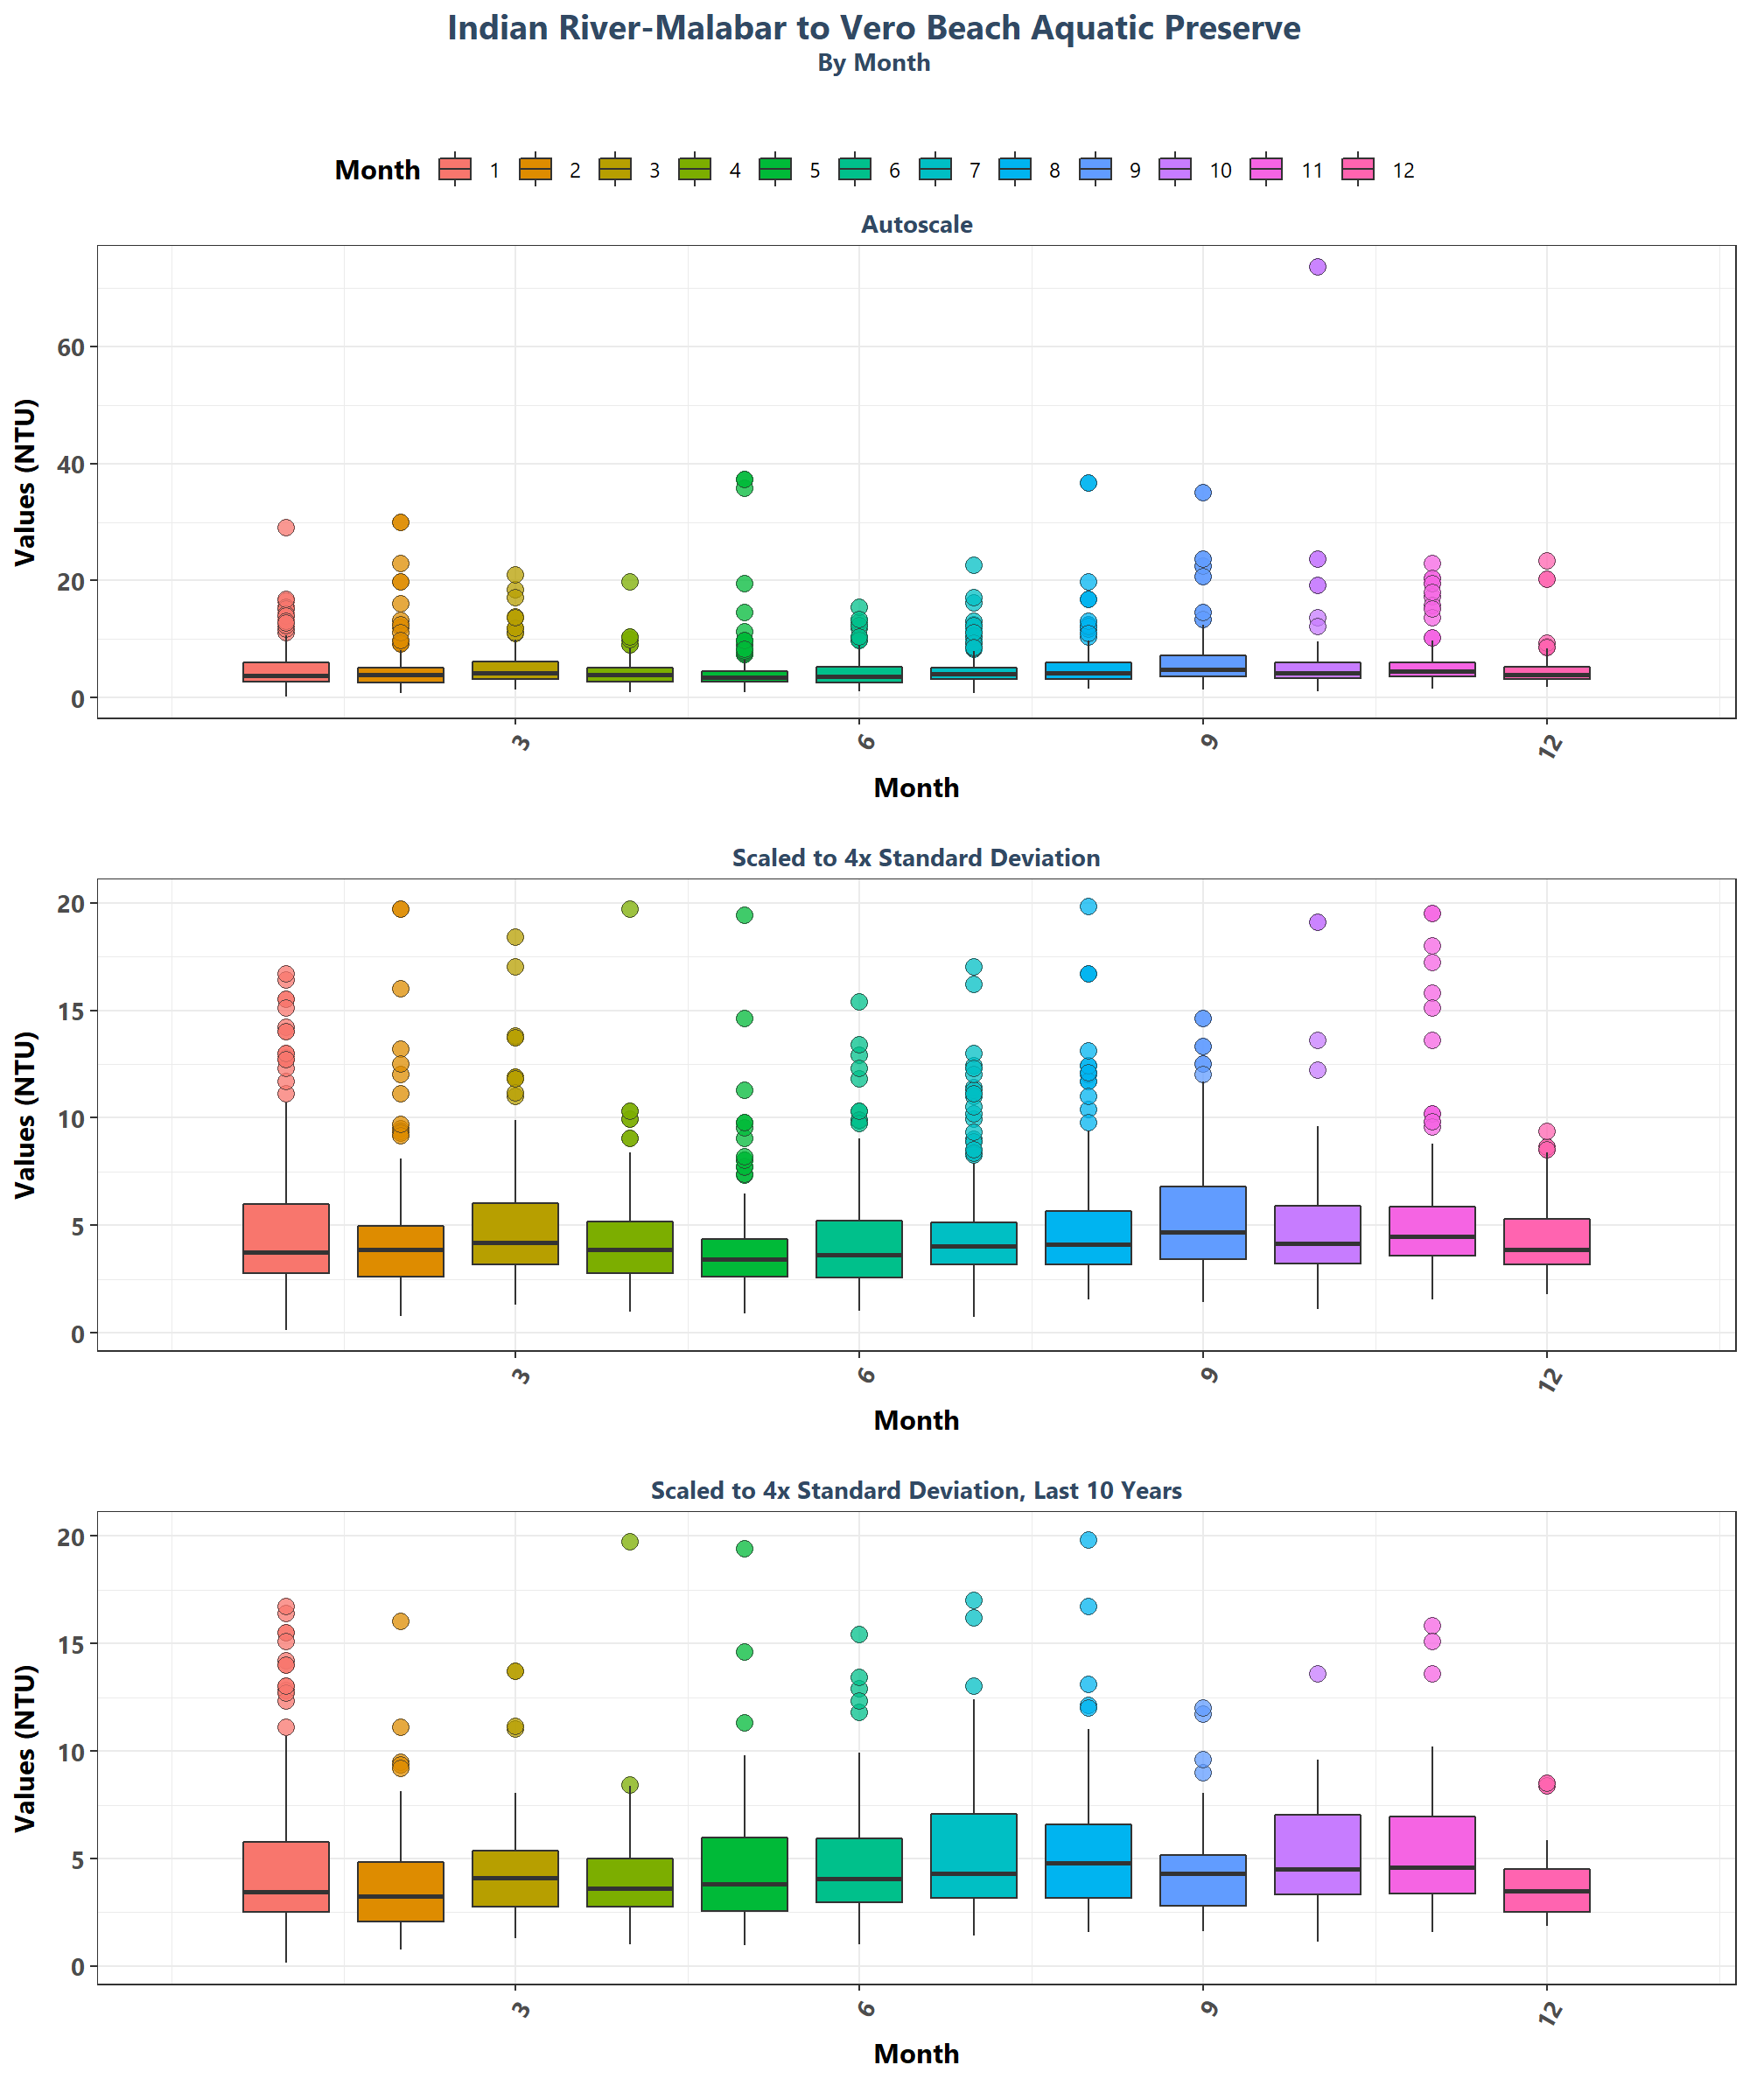 Indian River-Malabar to Vero Beach Aquatic Preserve
By Month
Month 1 2 3 4 5 6 7 8 9 10 11 12
Autoscale
60
40
20
0
Values (NTU)
3 6 9 12
Month
Scaled to 4x Standard Deviation
20
15
10
5
0
Values (NTU)
3 6 9 12
Month
Scaled to 4x Standard Deviation, Last 10 Years
20
15
10
5
0
Values (NTU)
3 6 9 12
Month